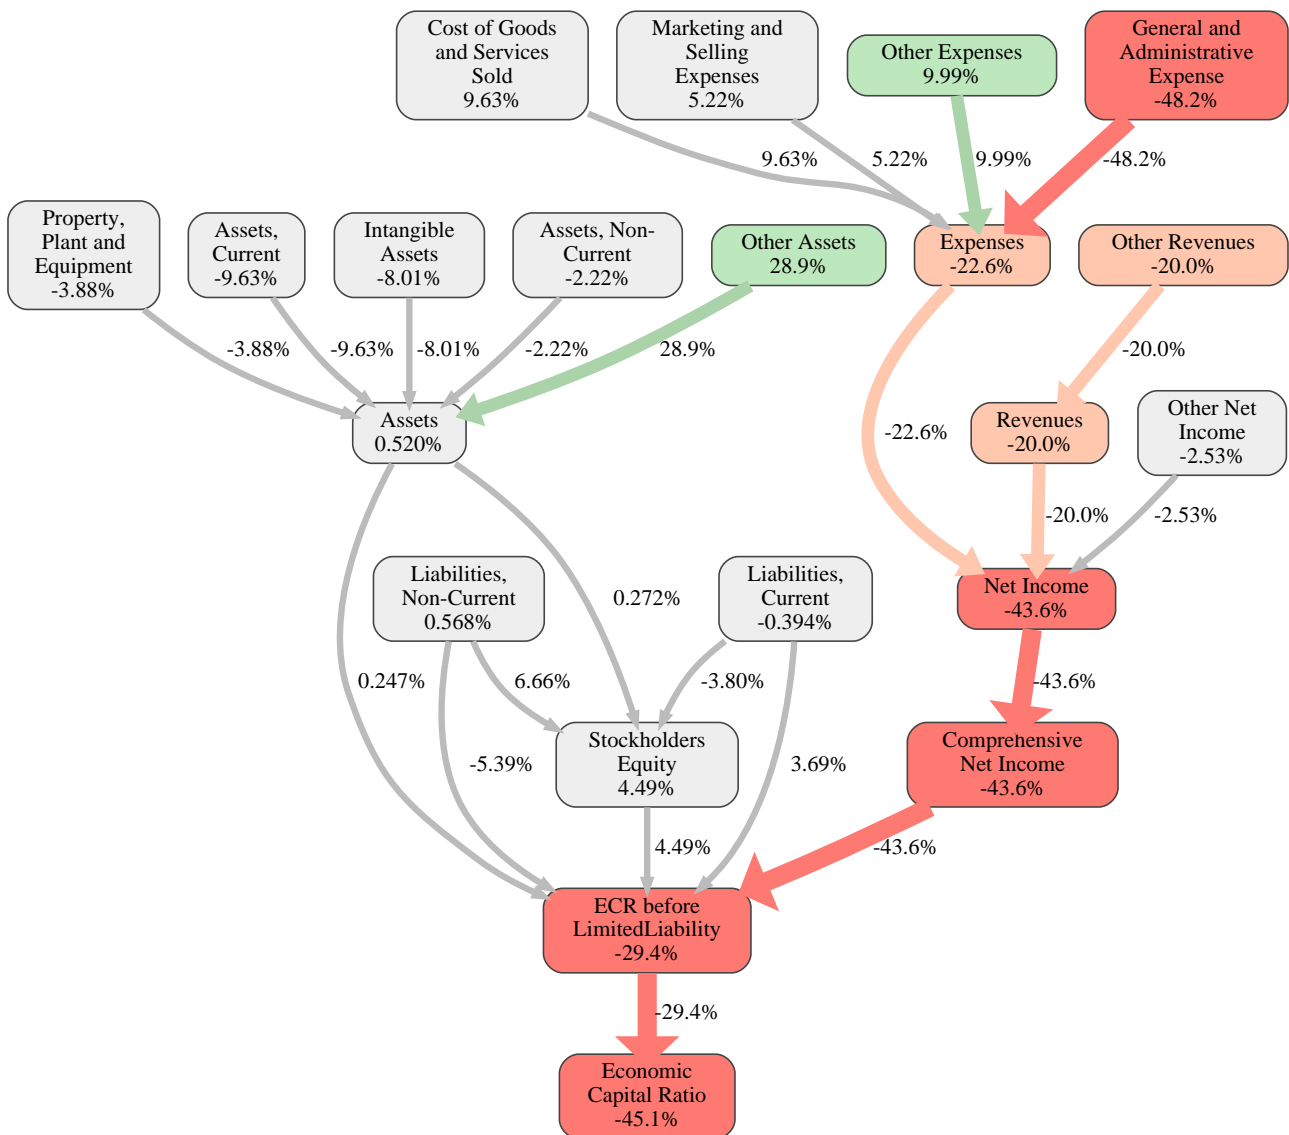 Cost of Goods
and Services
Sold
9.63%
Marketing and
Selling
Expenses
5.22%
Other Expenses
9.99%
General and
Administrative
Expense
-48.2%
9.63%
5.22%
9.99%
-48.2%
Property,
Plant and
Equipment
-3.88%
Assets,
Current
-9.63%
Intangible
Assets
-8.01%
Assets, Non-
Current
-2.22%
Other Assets
28.9%
Expenses
-22.6%
Other Revenues
-20.0%
-3.88%
-9.63%
-8.01%
-2.22%
28.9%
-20.0%
Assets
0.520%
-22.6%
Revenues
-20.0%
Other Net
Income
-2.53%
-20.0%
-2.53%
Liabilities,
Non-Current
0.568%
0.272%
Liabilities,
Current
-0.394%
Net Income
-43.6%
0.247%
6.66%
-3.80%
-43.6%
-5.39%
Stockholders
Equity
4.49%
3.69%
Comprehensive
Net Income
-43.6%
4.49%
-43.6%
ECR before
LimitedLiability
-29.4%
-29.4%
Economic
Capital Ratio
-45.1%